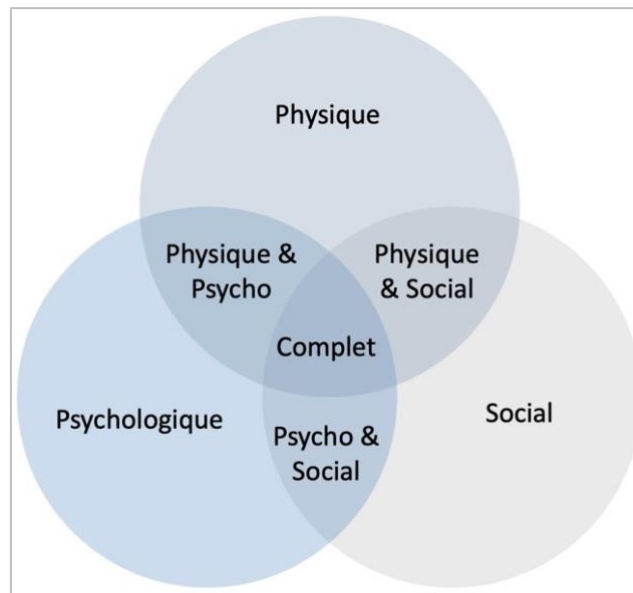 Physique
Physique &
Psycho
Physique
& Social
Complet
Psychologique
Social
Psycho &
Social